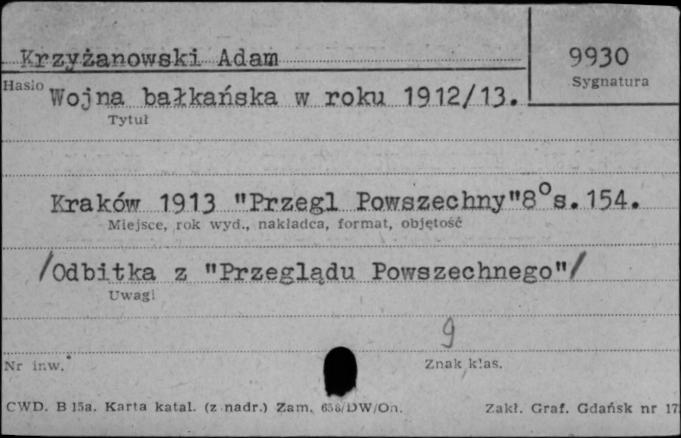 Krzyżanowski Adam
9930
Hasło
Sygnatura
Wojna bałkańska w roku 1912/13.
Tytuł
Kraków 1913 "Przegl Powszechny"8°s.154.
Miejsce, rok wyd., nakładca, format, objętość
/Odbitka z "Przeglądu Powszechnego"/
Uwagi
9
Nr inw.
Znak klas.
CWD. B 15a. Karta katal. (z nadr.) Zam. 658/DW/On.
Zakł. Graf. Gdańsk nr 17